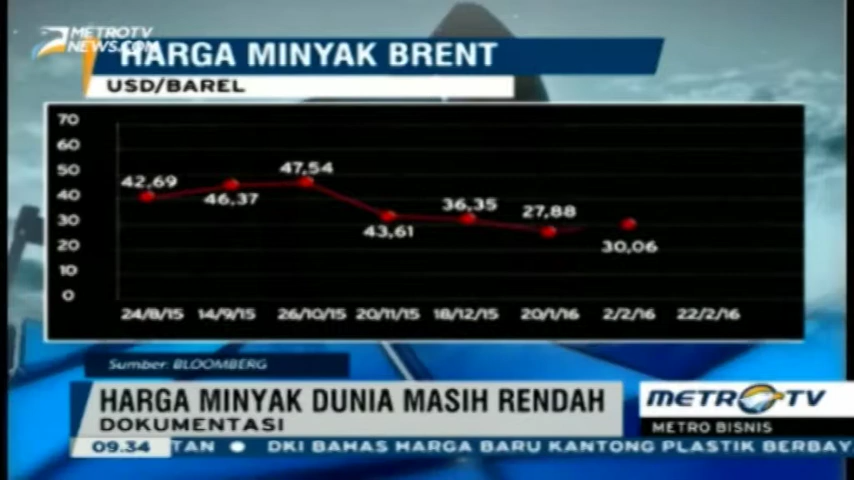 METROTV
NEWS.COM
HARGA MINYAK BRENT
USD/BAREL
70
60
50
40
30
20
10
0
42,69
46,37
47,54
43,61
36,35
27,88
30,06
24/8/15 14/9/15 26/10/15 20/11/15 18/12/15 20/1/16 2/2/16 22/2/16
Sumber: BLOOMBERG
HARGA MINYAK DUNIA MASIH RENDAH
DOKUMENTASI
METRO TV
METRO BISNIS
09.34 TAN • DKI BAHAS HARGA BARU KANTONG PLASTIK BERBAY